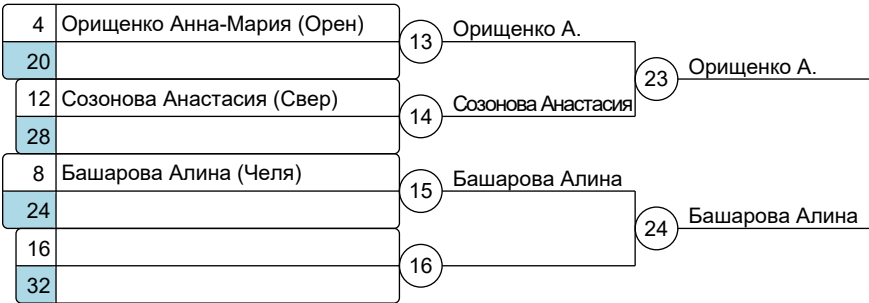 4 Орищенко Анна-Мария (Орен)
20
13 Орищенко А.
23 Орищенко А.
12 Созонова Анастасия (Свер)
28
14 Созонова Анастасия
8 Башарова Алина (Челя)
24
15 Башарова Алина
24 Башарова Алина
16
32
16